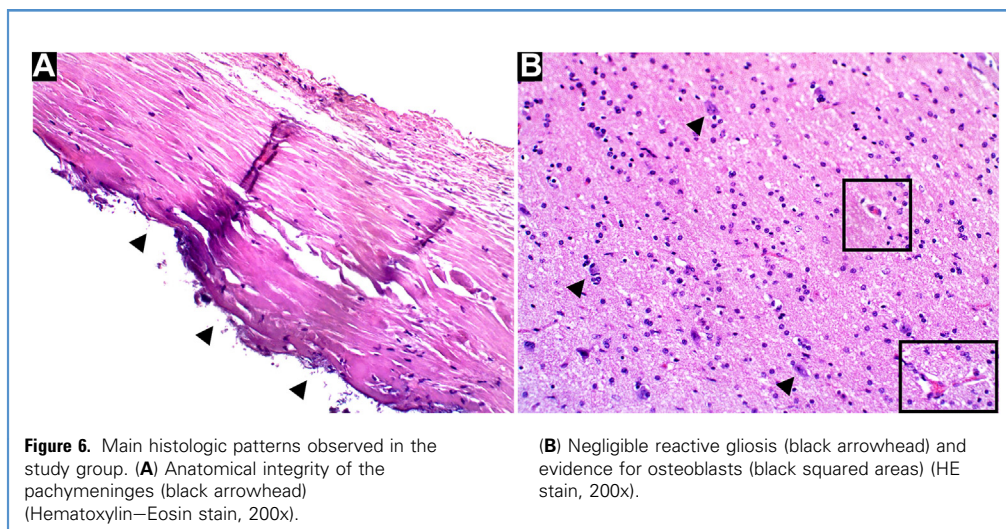 A
B
Figure 6. Main histologic patterns observed in the
study group. (A) Anatomical integrity of the
pachymeninges (black arrowhead)
(Hematoxylin−Eosin stain, 200x).
(B) Negligible reactive gliosis (black arrowhead) and
evidence for osteoblasts (black squared areas) (HE
stain, 200x).